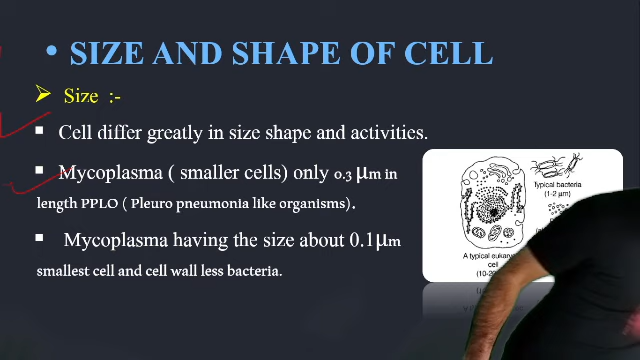 • SIZE AND SHAPE OF CELL
➢ Size :-
▪ Cell differ greatly in size shape and activities.
▪ Mycoplasma ( smaller cells) only 0.3 μm in
length PPLO ( Pleuro pneumonia like organisms).
▪ Mycoplasma having the size about 0.1μm
smallest cell and cell wall less bacteria.
Typical bacteria
(1-2 μm)
A typical
cell